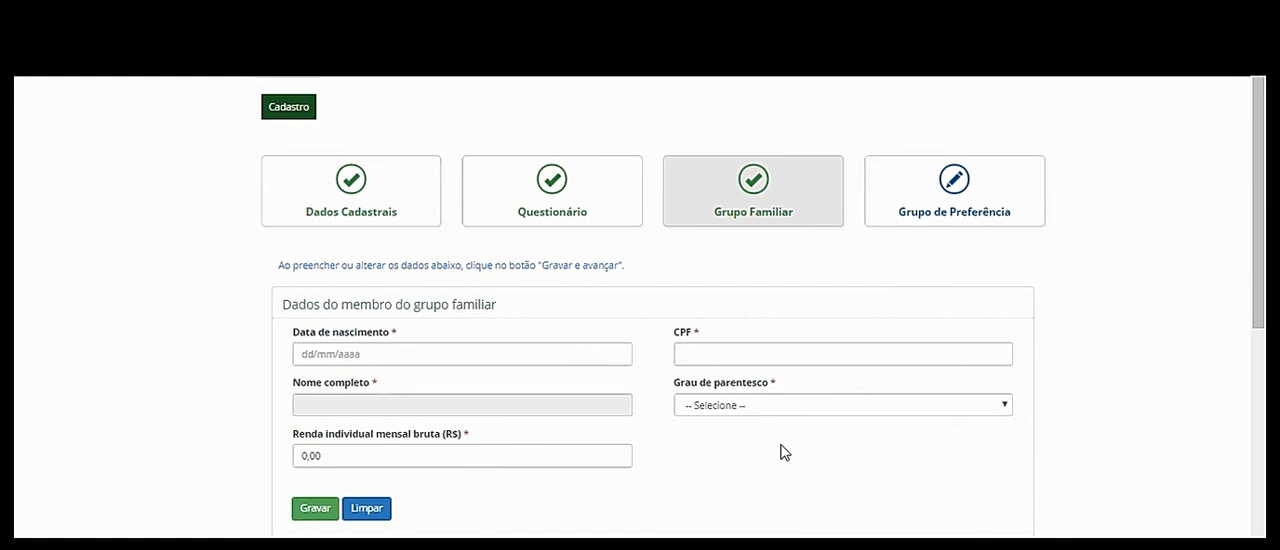 Cadastro
Dados Cadastrais
Questionário
Grupo Familiar
Grupo de Preferência
Ao preencher ou alterar os dados abaixo, clique no botão "Gravar e avançar".
Dados do membro do grupo familiar
Data de nascimento *
CPF *
dd/mm/aaaa
Nome completo *
Grau de parentesco *
-- Selecione --
Renda individual mensal bruta (R$) *
0,00
Gravar
Limpar